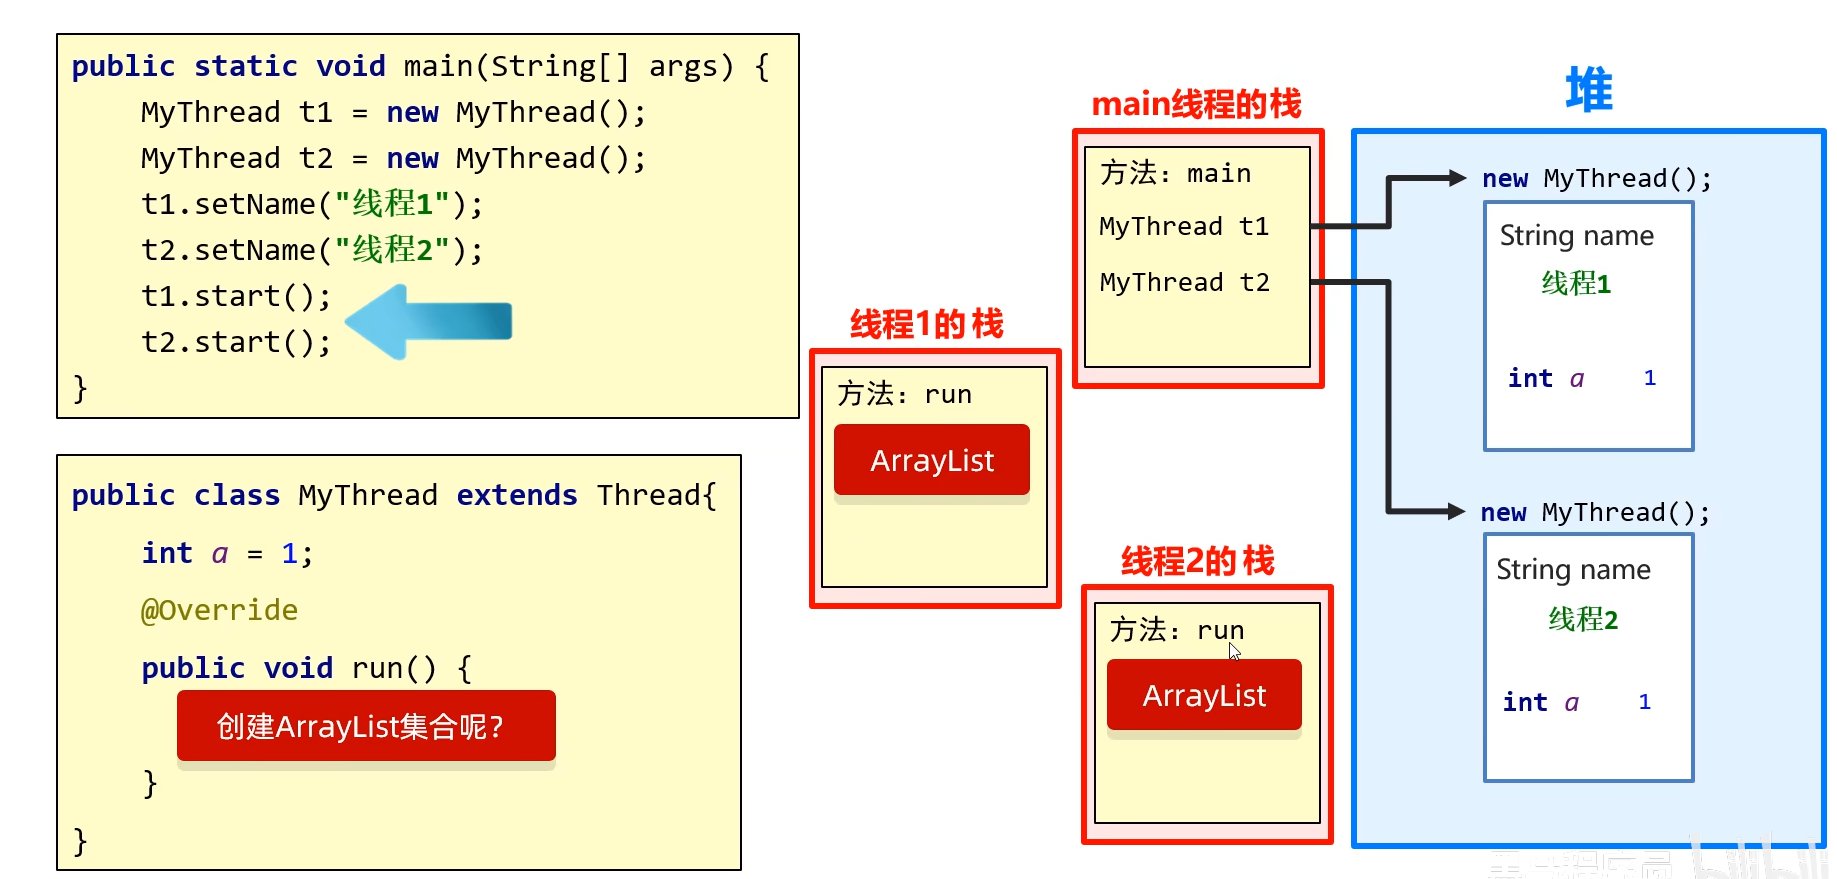 public static void main(String[] args) {
MyThread t1 = new MyThread();
MyThread t2 = new MyThread();
t1.setName("线程1");
t2.setName("线程2");
t1.start();
t2.start();
}
public class MyThread extends Thread{
int a = 1;
@Override
public void run() {
创建ArrayList集合呢?
}
}
线程1的栈
方法: run
ArrayList
main线程的栈
方法: main
MyThread t1
MyThread t2
线程2的栈
方法: run
ArrayList
堆
new MyThread();
String name
线程1
int a 1
new MyThread();
String name
线程2
int a 1